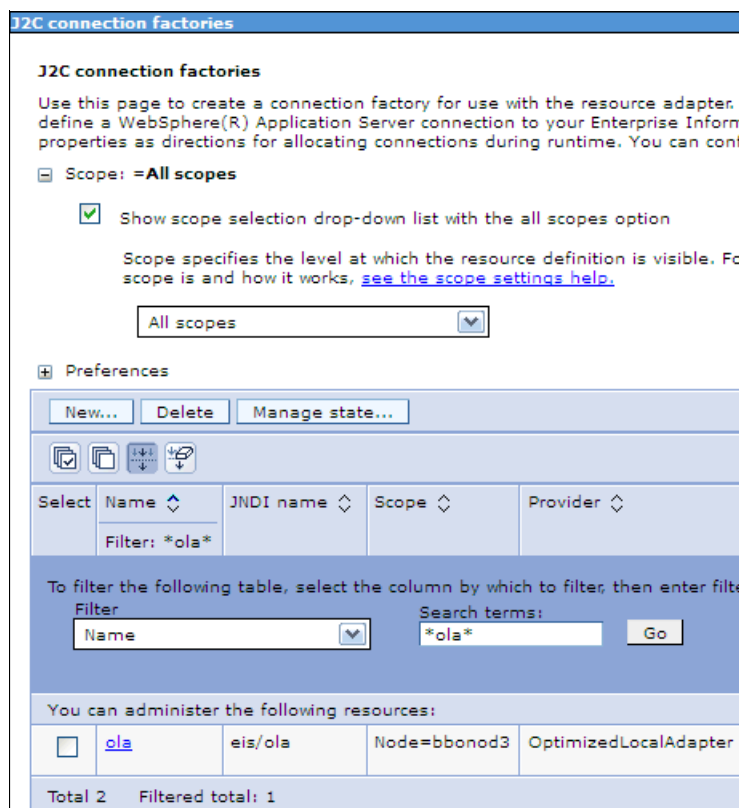 J2C connection factories
J2C connection factories
Use this page to create a connection factory for use with the resource adapter.
define a WebSphere(R) Application Server connection to your Enterprise Inform
properties as directions for allocating connections during runtime. You can conf
Scope: =All scopes
Show scope selection drop-down list with the all scopes option
Scope specifies the level at which the resource definition is visible. Fo
scope is and how it works, see the scope settings help.
All scopes
Preferences
New... Delete Manage state...
Select Name JNDI name Scope Provider
Filter: *ola*
To filter the following table, select the column by which to filter, then enter filte
Filter Search terms:
Name *ola* Go
You can administer the following resources:
ola eis/ola Node=bbonod3 OptimizedLocalAdapter
Total 2 Filtered total: 1